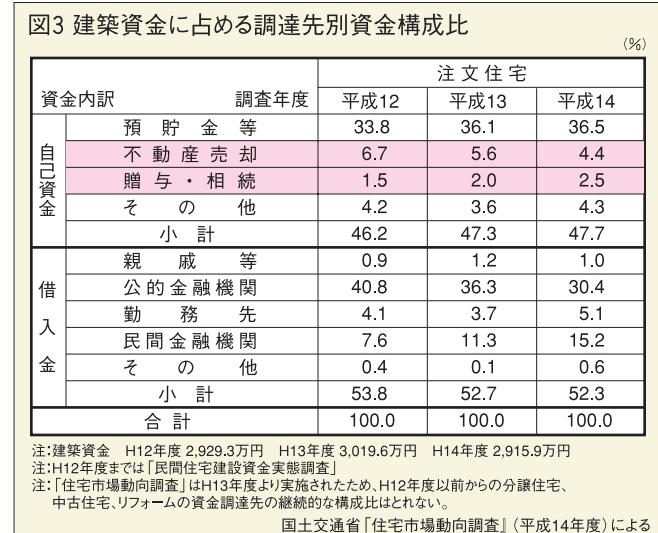 図3 建築資金に占める調達先別資金構成比
(%)
注文住宅
資金内訳 調査年度 平成12 平成13 平成14
自己資金
預貯金等 33.8 36.1 36.5
不動産売却 6.7 5.6 4.4
贈与・相続 1.5 2.0 2.5
その他 4.2 3.6 4.3
小計 46.2 47.3 47.7
借入金
親戚等 0.9 1.2 1.0
公的金融機関 40.8 36.3 30.4
勤務先 4.1 3.7 5.1
民間金融機関 7.6 11.3 15.2
その他 0.4 0.1 0.6
小計 53.8 52.7 52.3
合計 100.0 100.0 100.0
注:建築資金 H12年度 2,929.3万円 H13年度 3,019.6万円 H14年度 2,915.9万円
注:H12年度までは「民間住宅建設資金実態調査」
注:「住宅市場動向調査」はH13年度より実施されたため、H12年度以前からの分譲住宅、
中古住宅、リフォームの資金調達先の継続的な構成比はとれない。
国土交通省「住宅市場動向調査」(平成14年度)による